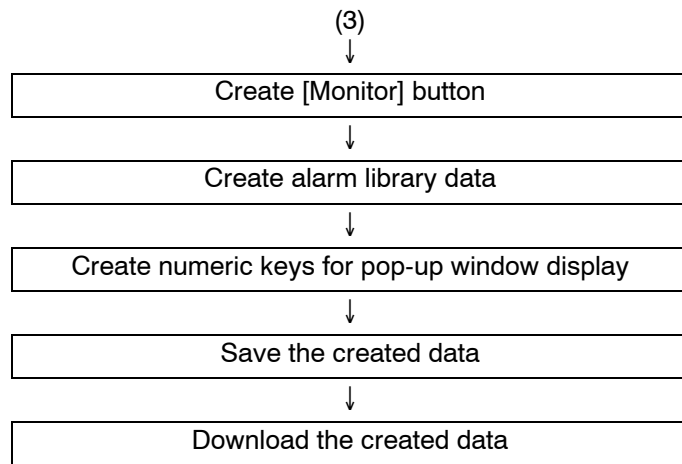 (3)
Create [Monitor] button
Create alarm library data
Create numeric keys for pop-up window display
Save the created data
Download the created data